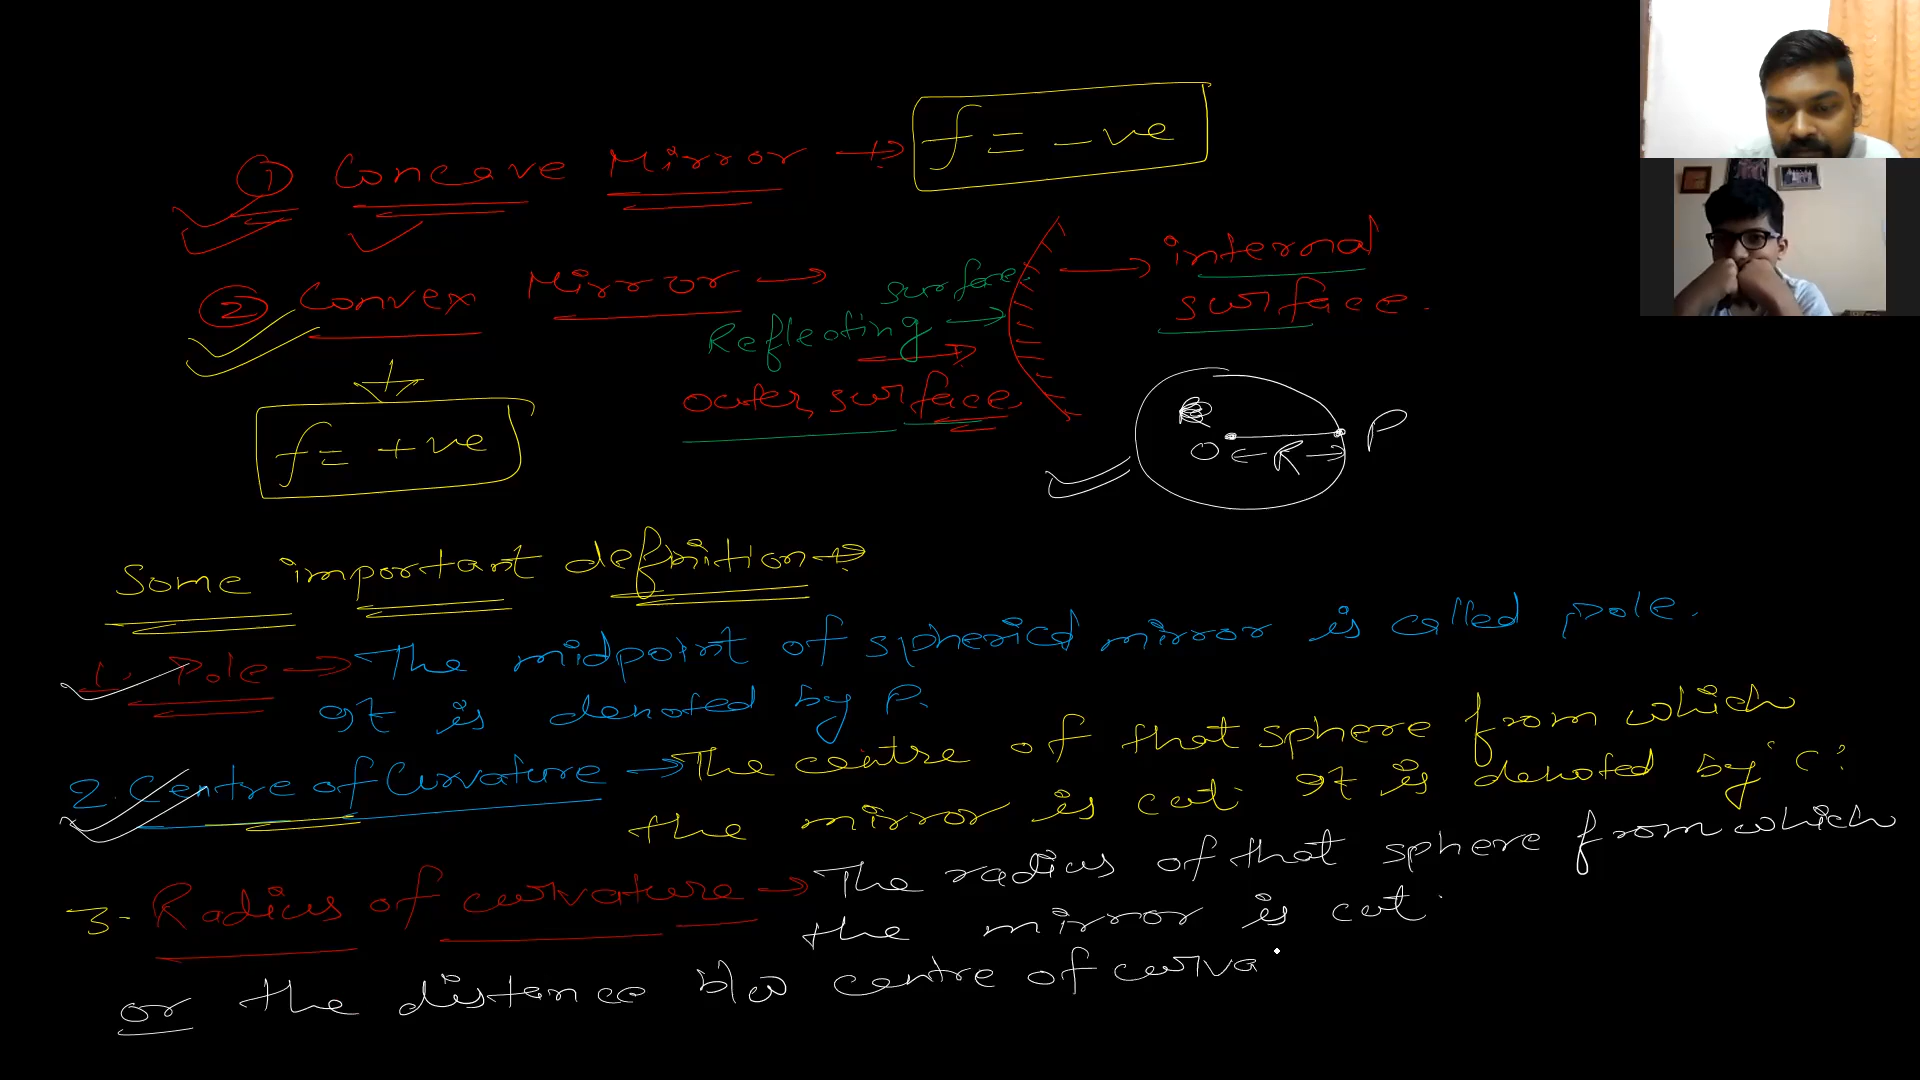 ① Concave Mirror → f = -ve
② Convex Mirror →
surface
Reflecting →
outer surface
→ internal
surface.
f = +ve
O ← R → P
Some important definition →
1. Pole → The midpoint of spherical mirror is called pole.
It is denoted by P.
2. Centre of Curvature → The centre of that sphere from which
the mirror is cut. It is denoted by 'C'.
3- Radius of curvature → The radius of that sphere from which
the mirror is cut.
or the distance b/w centre of curva